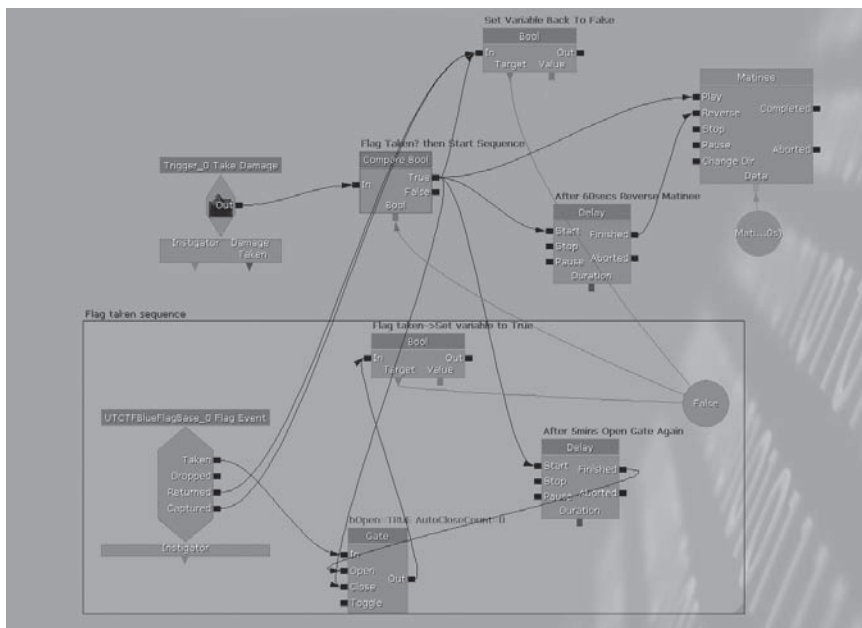 Set Variable Back To False
Bool
In Out
Target Value
Matinee
Play
Completed
Reverse
Stop
Pause
Aborted
Change Dir
Data
Mati...0s)
Flag Taken? then Start Sequence
Compare Bool
In
True
False
Bool
Trigger_0 Take Damage
Out
Instigator Damage
Taken
After 60secs Reverse Matinee
Delay
Start
Finished
Stop
Pause
Aborted
Duration
Flag taken sequence
Flag taken->Set variable to True
Bool
In Out
Target Value
False
UTCTFBlueFlagBase_0 Flag Event
Taken
Dropped
Returned
Captured
Instigator
After 5mins Open Gate Again
Delay
Start
Finished
Stop
Pause
Aborted
Duration
bOpen=TRUE AutoCloseCount=0
Gate
In
Open
Out
Close
Toggle